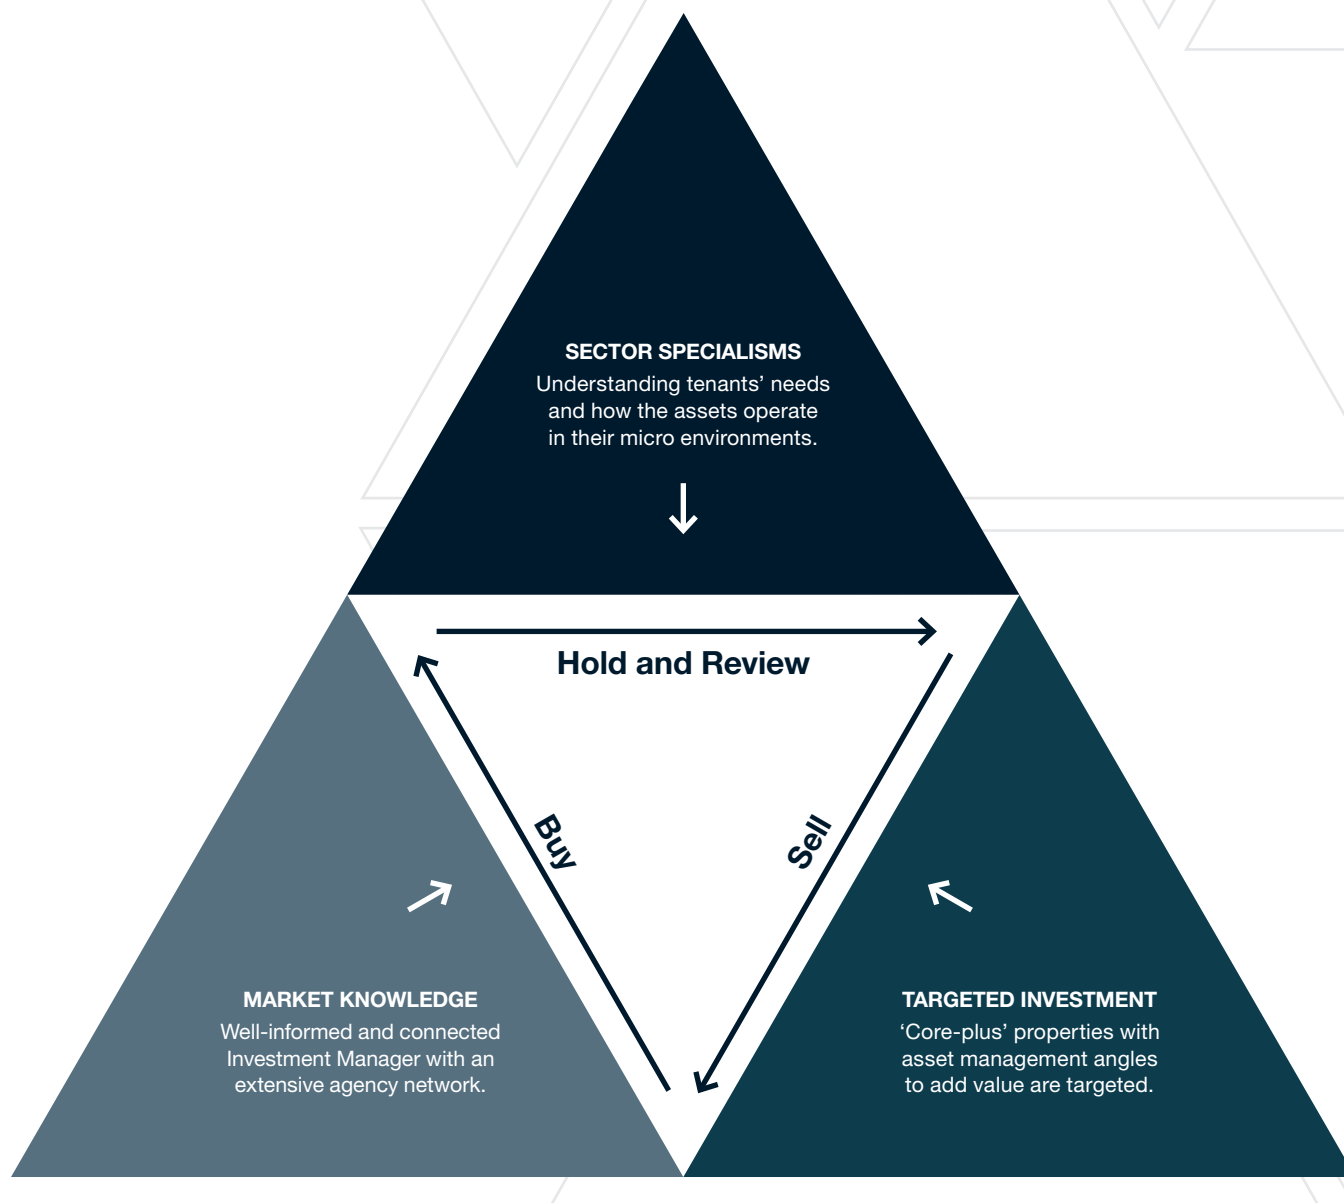 SECTOR SPECIALISMS
Understanding tenants’ needs
and how the assets operate
in their micro environments.
Hold and Review
Buy
Sell
MARKET KNOWLEDGE
Well-informed and connected
Investment Manager with an
extensive agency network.
TARGETED INVESTMENT
‘Core-plus’ properties with
asset management angles
to add value are targeted.